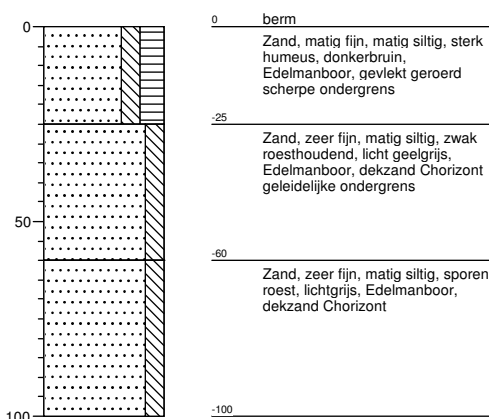 0
50
100
0
berm
Zand, matig fijn, matig siltig, sterk
humeus, donkerbruin,
Edelmanboor, gevlekt geroerd
scherpe ondergrens
-25
Zand, zeer fijn, matig siltig, zwak
roesthoudend, licht geelgrijs,
Edelmanboor, dekzand Chorizont
geleidelijke ondergrens
-60
Zand, zeer fijn, matig siltig, sporen
roest, lichtgrijs, Edelmanboor,
dekzand Chorizont
-100